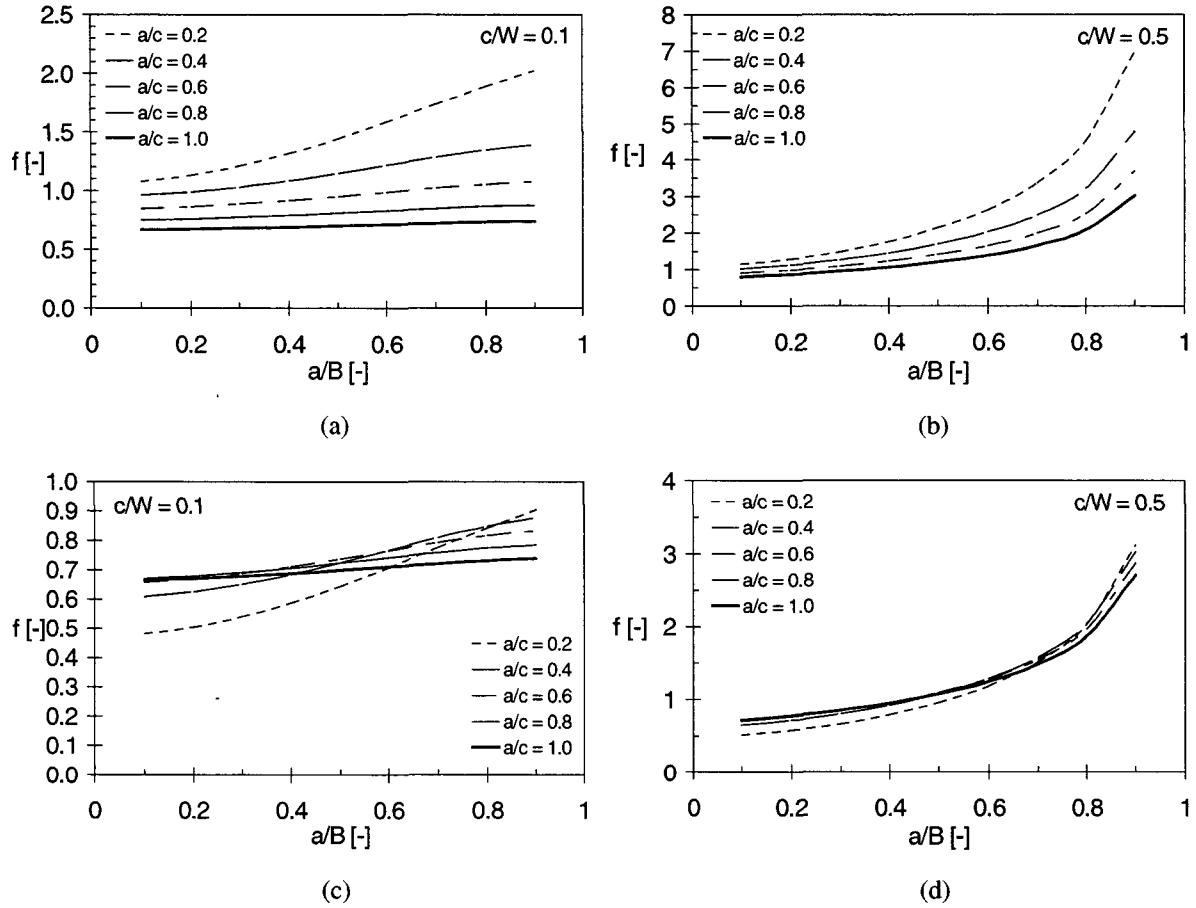 2.5
2.0
1.5
f [-]
1.0
0.5
0.0
a/c = 0.2
a/c = 0.4
a/c = 0.6
a/c = 0.8
a/c = 1.0
c/W = 0.1
0 0.2 0.4 0.6 0.8 1
a/B [-]
(a)
8
7
6
5
f [-]
4
3
2
1
0
a/c = 0.2
a/c = 0.4
a/c = 0.6
a/c = 0.8
a/c = 1.0
c/W = 0.5
0 0.2 0.4 0.6 0.8 1
a/B [-]
(b)
1.0
0.9
0.8
0.7
0.6
f [-]
0.5
0.4
0.3
0.2
0.1
0.0
c/W = 0.1
a/c = 0.2
a/c = 0.4
a/c = 0.6
a/c = 0.8
a/c = 1.0
0 0.2 0.4 0.6 0.8 1
a/B [-]
(c)
4
3
f [-]
2
1
0
a/c = 0.2
a/c = 0.4
a/c = 0.6
a/c = 0.8
a/c = 1.0
c/W = 0.5
0 0.2 0.4 0.6 0.8 1
a/B [-]
(d)